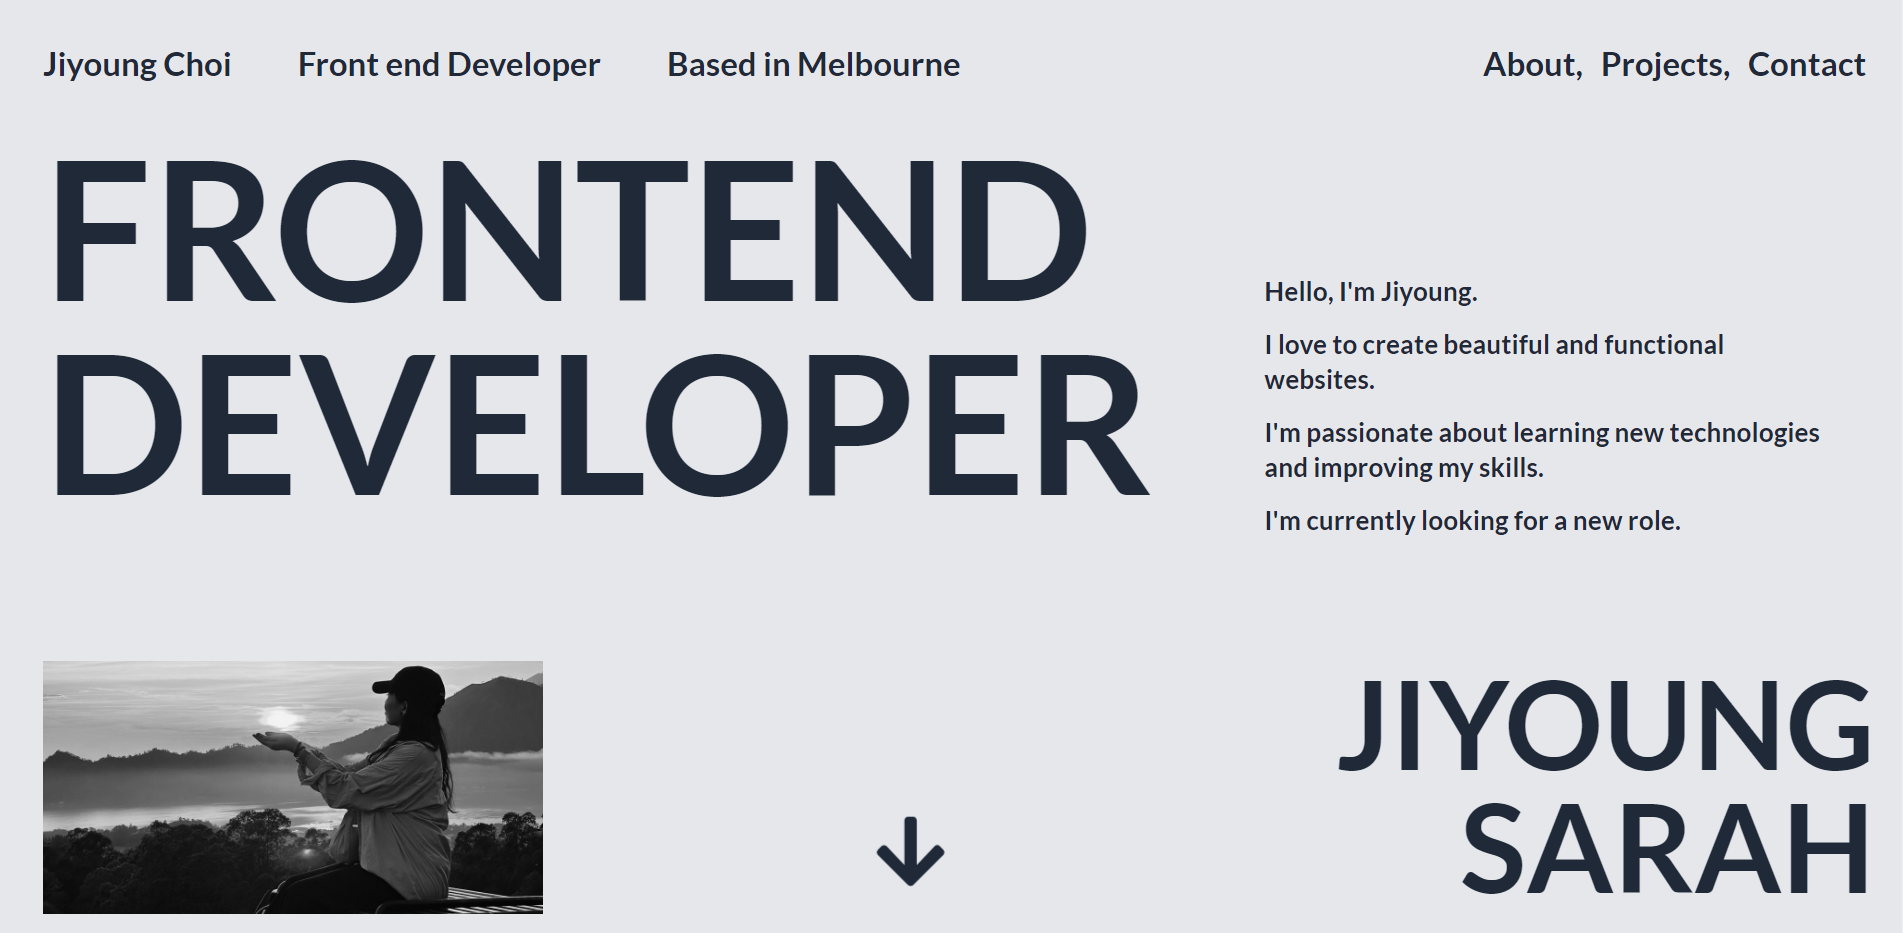 Jiyoung Choi Front end Developer Based in Melbourne About, Projects, Contact
FRONTEND
DEVELOPER
Hello, I'm Jiyoung.
I love to create beautiful and functional
websites.
I'm passionate about learning new technologies
and improving my skills.
I'm currently looking for a new role.
JIYOUNG
SARAH